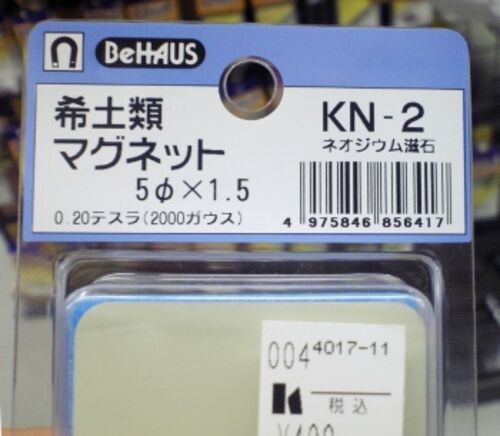 BeHAUS
希土類
マグネット
5φ×1.5
0.20テスラ(2000ガウス)
KN-2
ネオジウム滋石
4 975846 856417
004 4017-11
税込